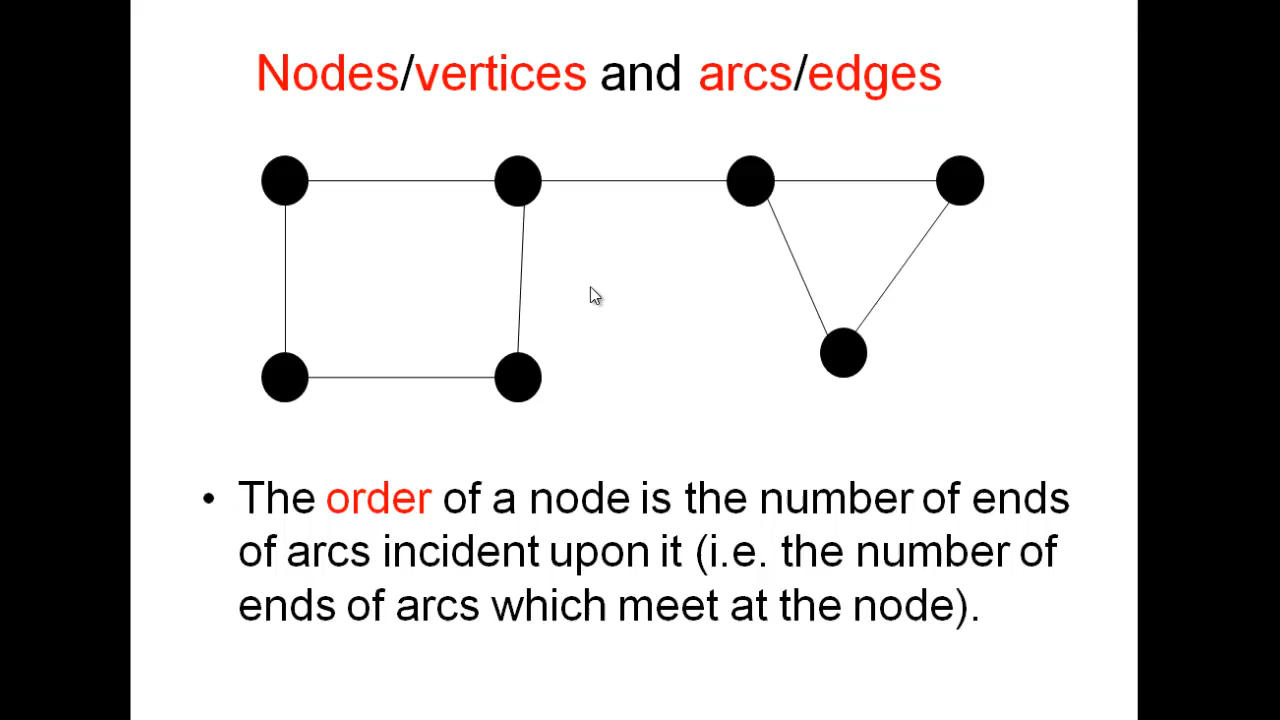 Nodes/vertices and arcs/edges
• The order of a node is the number of ends
of arcs incident upon it (i.e. the number of
ends of arcs which meet at the node).